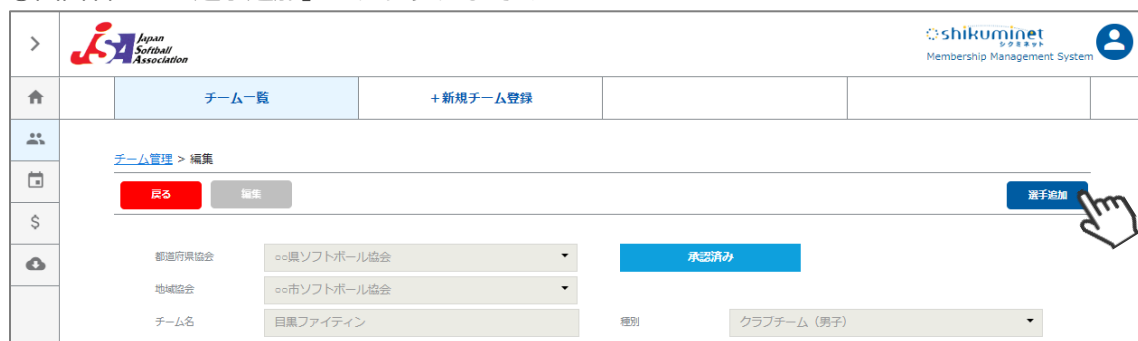 Japan
Softball
Association
shikuminet
シクミネット
Membership Management System
チーム一覧
+新規チーム登録
チーム管理 > 編集
戻る
編集
選手追加
都道府県協会
○○県ソフトボール協会
承認済み
地域協会
○○市ソフトボール協会
チーム名
目黒ファイティン
種別
クラブチーム（男子）